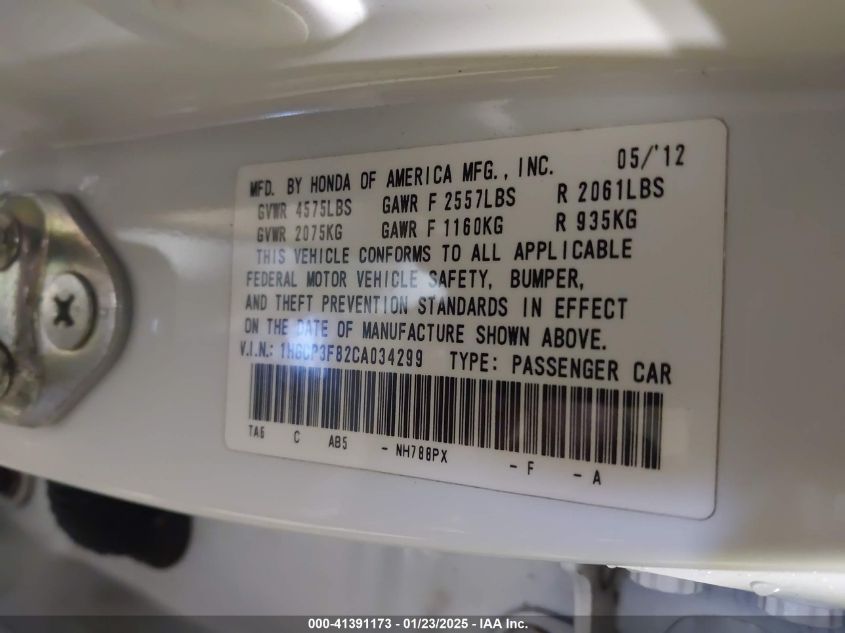 MFD. BY HONDA OF AMERICA MFG., INC. 05/'12
GVWR 4575LBS GAWR F 2557LBS R 2061LBS
GVWR 2075KG GAWR F 1160KG R 935KG
THIS VEHICLE CONFORMS TO ALL APPLICABLE
FEDERAL MOTOR VEHICLE SAFETY, BUMPER,
AND THEFT PREVENTION STANDARDS IN EFFECT
ON THE DATE OF MANUFACTURE SHOWN ABOVE.
V.I.N.: 1HGCP3F82CA034299 TYPE: PASSENGER CAR
TA6 C AB5 - NH788PX - F - A
000-41391173 - 01/23/2025 - IAA Inc.